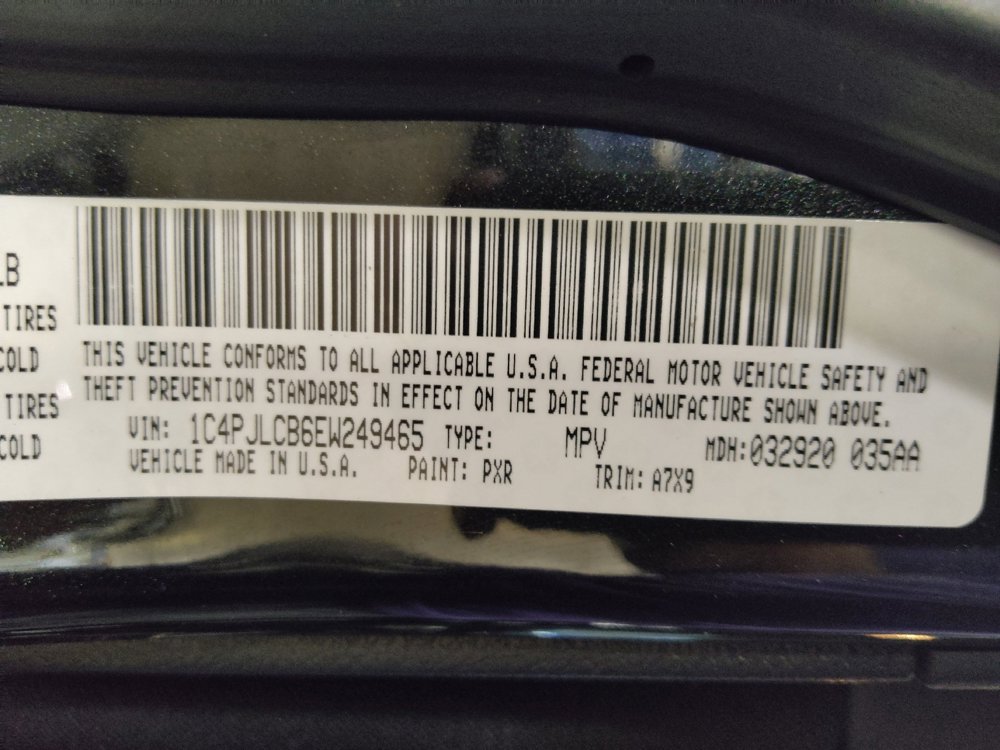 LB
TIRES
COLD
TIRES
COLD
THIS VEHICLE CONFORMS TO ALL APPLICABLE U.S.A. FEDERAL MOTOR VEHICLE SAFETY AND
THEFT PREVENTION STANDARDS IN EFFECT ON THE DATE OF MANUFACTURE SHOWN ABOVE.
VIN: 1C4PJLCB6EW249465 TYPE: MPV MDH:032920 035AA
VEHICLE MADE IN U.S.A. PAINT: PXR TRIM: A7X9